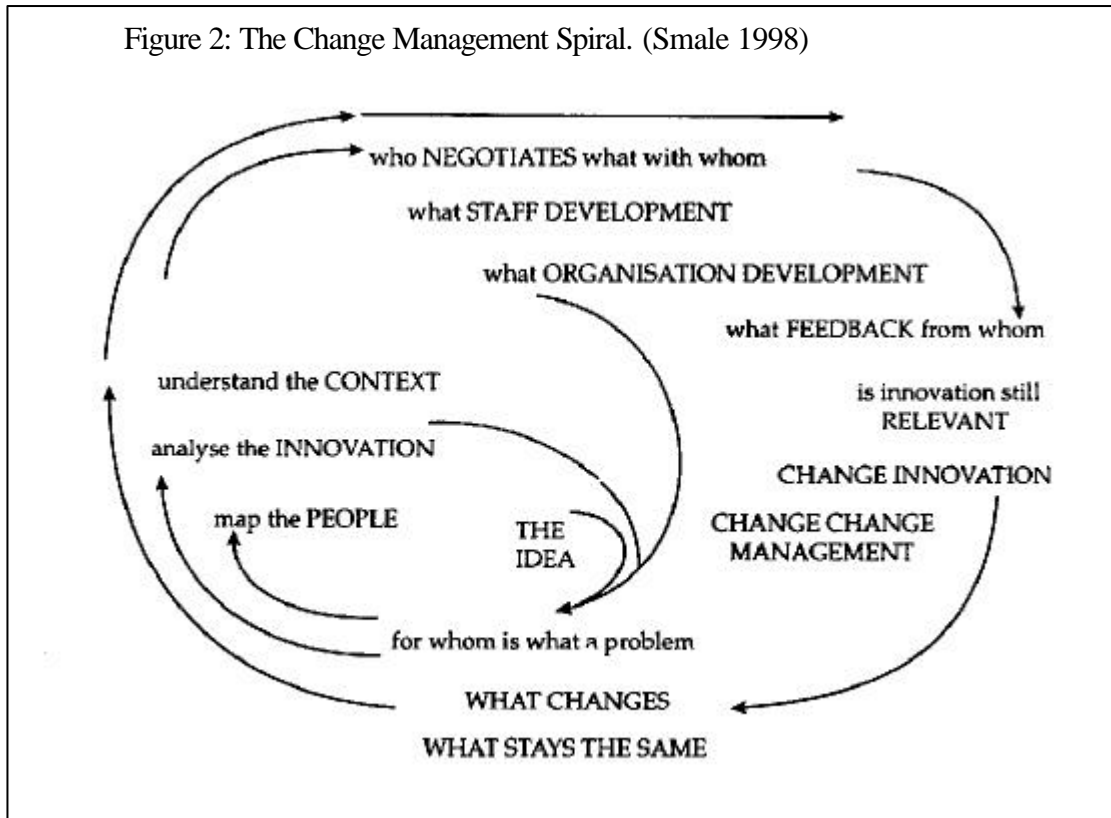 Figure 2: The Change Management Spiral. (Smale 1998)
who NEGOTIATES what with whom
what STAFF DEVELOPMENT
what ORGANISATION DEVELOPMENT
what FEEDBACK from whom
understand the CONTEXT
is innovation still
RELEVANT
analyse the INNOVATION
CHANGE INNOVATION
map the PEOPLE
THE
IDEA
CHANGE CHANGE
MANAGEMENT
for whom is what a problem
WHAT CHANGES
WHAT STAYS THE SAME